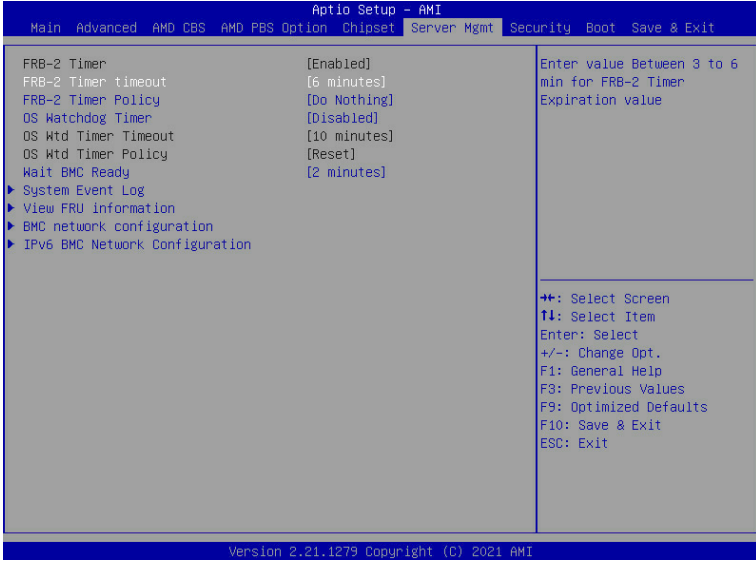 Aptio Setup – AMI
Main Advanced AMD CBS AMD PBS Option Chipset Server Mgmt Security Boot Save & Exit
FRB-2 Timer [Enabled]
FRB-2 Timer timeout [6 minutes]
FRB-2 Timer Policy [Do Nothing]
OS Watchdog Timer [Disabled]
OS Wtd Timer Timeout [10 minutes]
OS Wtd Timer Policy [Reset]
Wait BMC Ready [2 minutes]
System Event Log
View FRU information
BMC network configuration
IPv6 BMC Network Configuration
Enter value Between 3 to 6
min for FRB-2 Timer
Expiration value
→←: Select Screen
↑↓: Select Item
Enter: Select
+/-: Change Opt.
F1: General Help
F3: Previous Values
F9: Optimized Defaults
F10: Save & Exit
ESC: Exit
Version 2.21.1279 Copyright (C) 2021 AMI